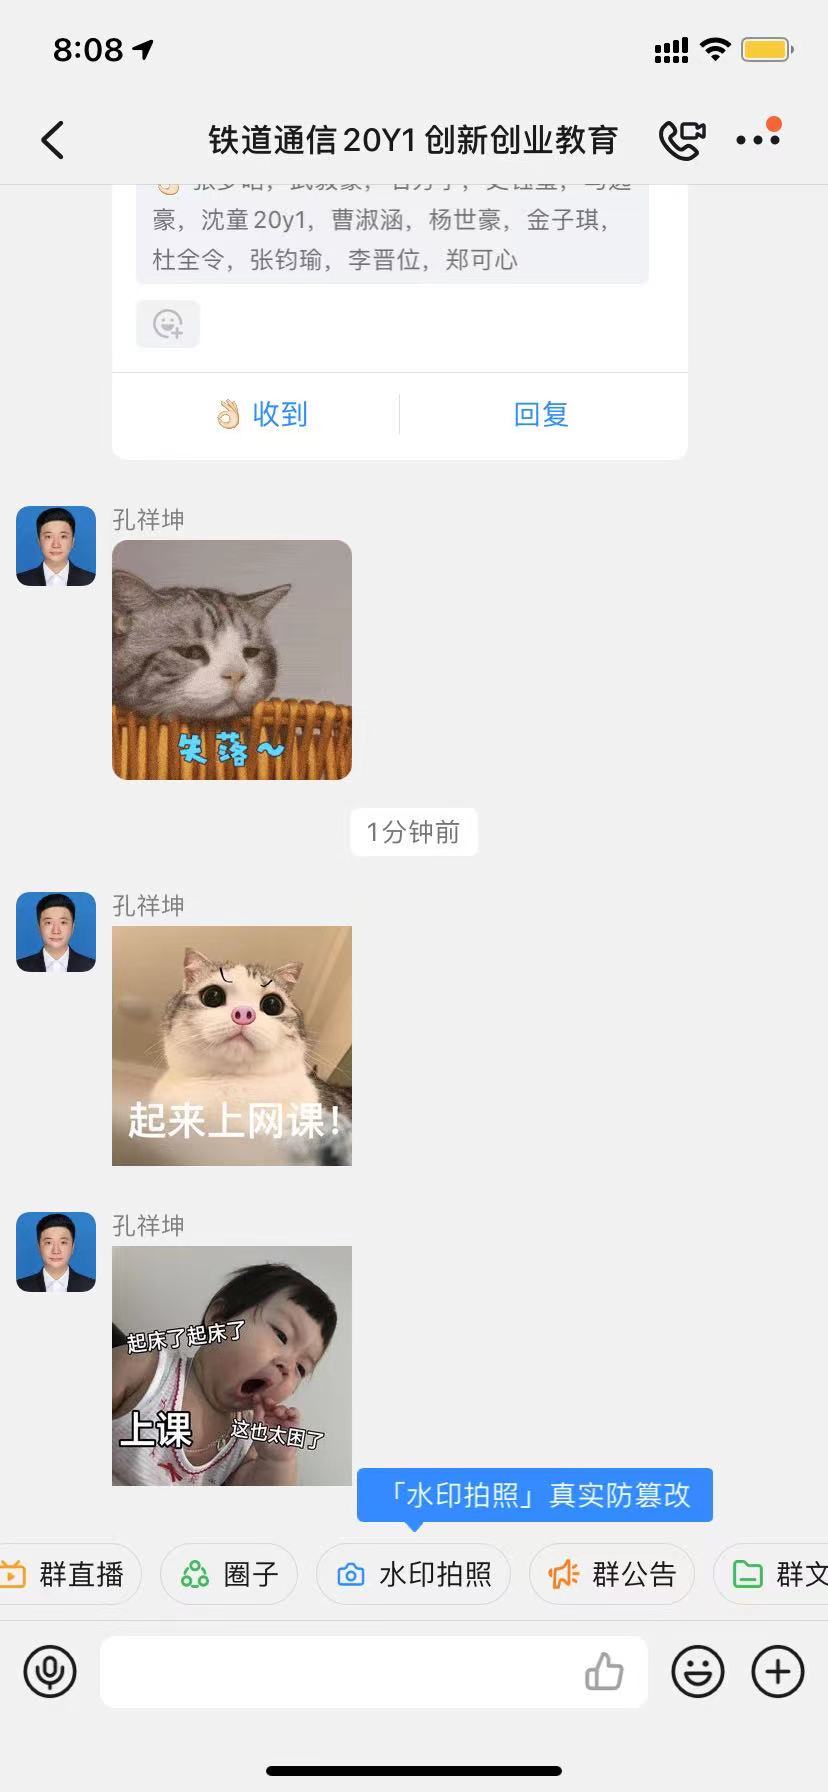 8:08
铁道通信20Y1 创新创业教育
豪，沈童20y1，曹淑涵，杨世豪，金子琪，
杜全令，张钧瑜，李晋位，郑可心
收到
回复
孔祥坤
失落~
1分钟前
孔祥坤
起来上网课!
孔祥坤
起床了起床了
上课
这也太困了
「水印拍照」真实防篡改
群直播
圈子
水印拍照
群公告
群文